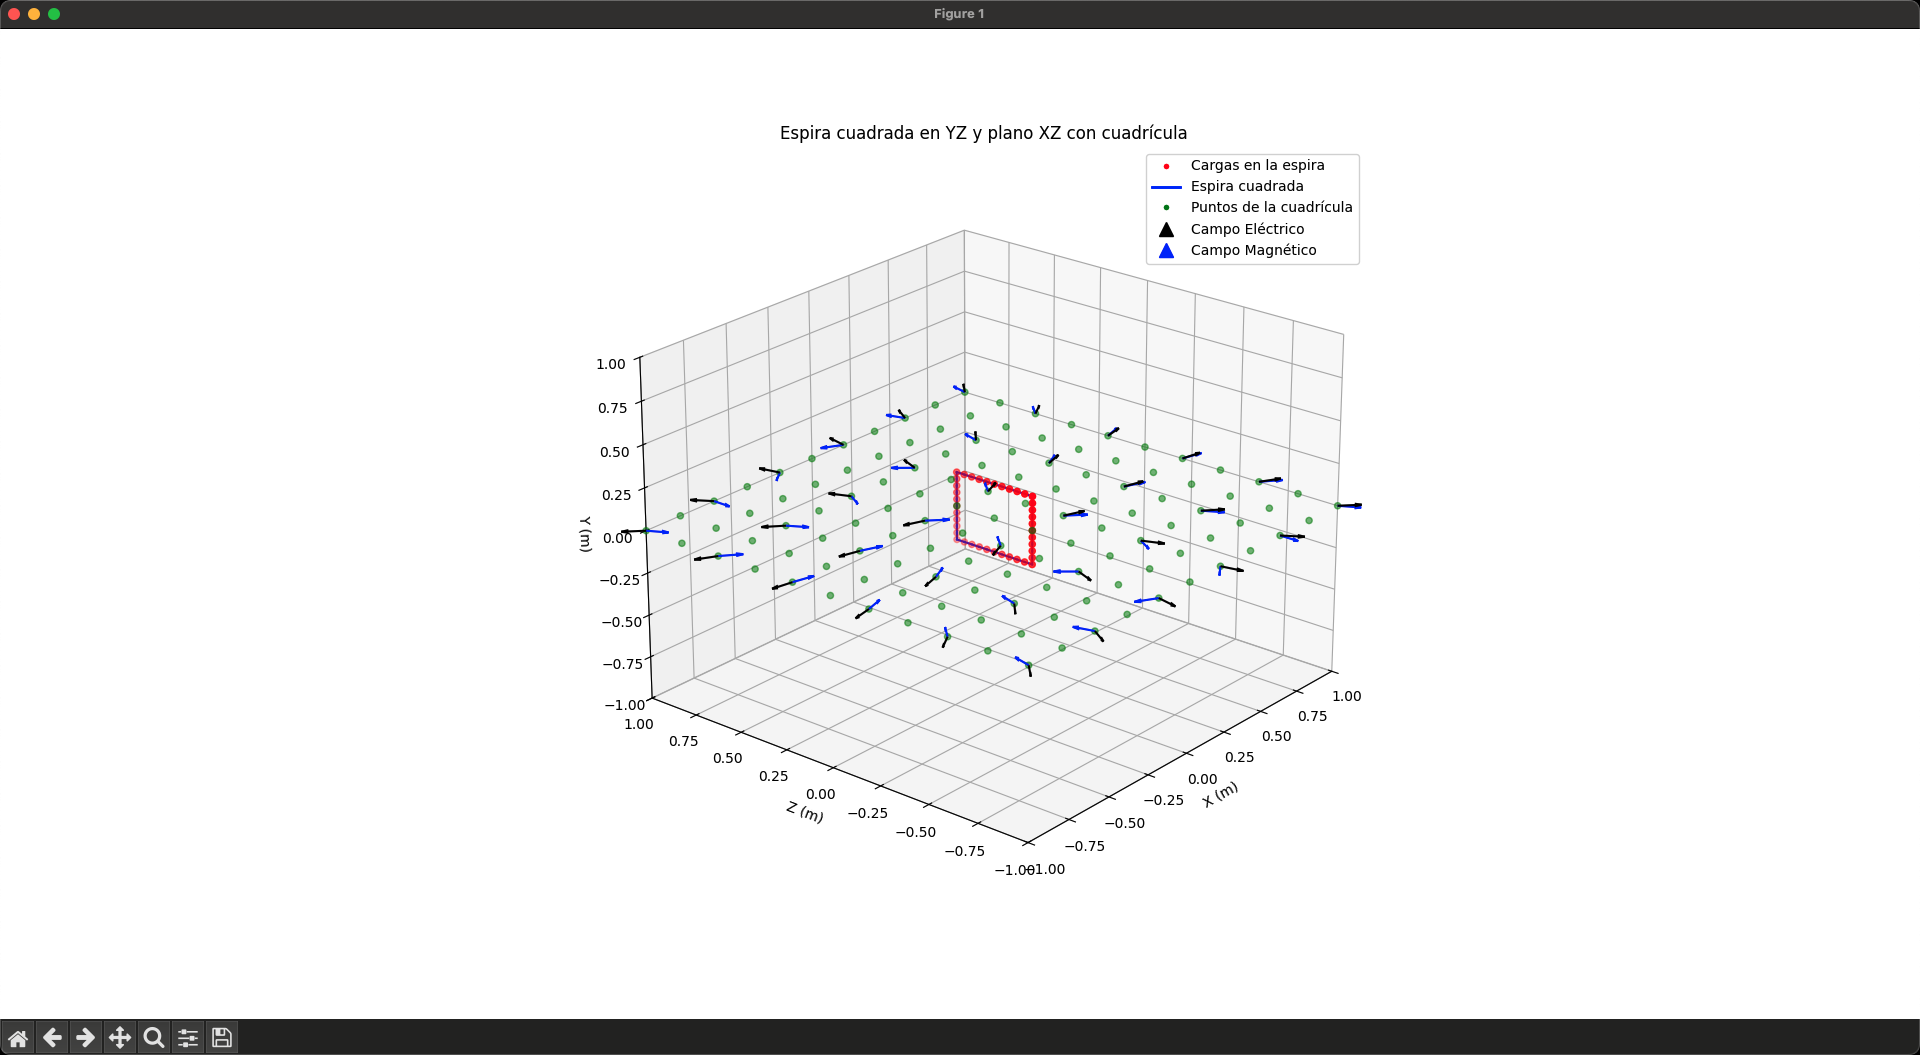 Figure 1
Espira cuadrada en YZ y plano XZ con cuadrícula
Cargas en la espira
Espira cuadrada
Puntos de la cuadrícula
Campo Eléctrico
Campo Magnético
1.00
0.75
0.50
0.25
0.00
−0.25
−0.50
−0.75
−1.00
Y (m)
1.00
0.75
0.50
0.25
0.00
−0.25
−0.50
−0.75
−1.00
Z (m)
1.00
0.75
0.50
0.25
0.00
−0.25
−0.50
−0.75
−1.00
X (m)